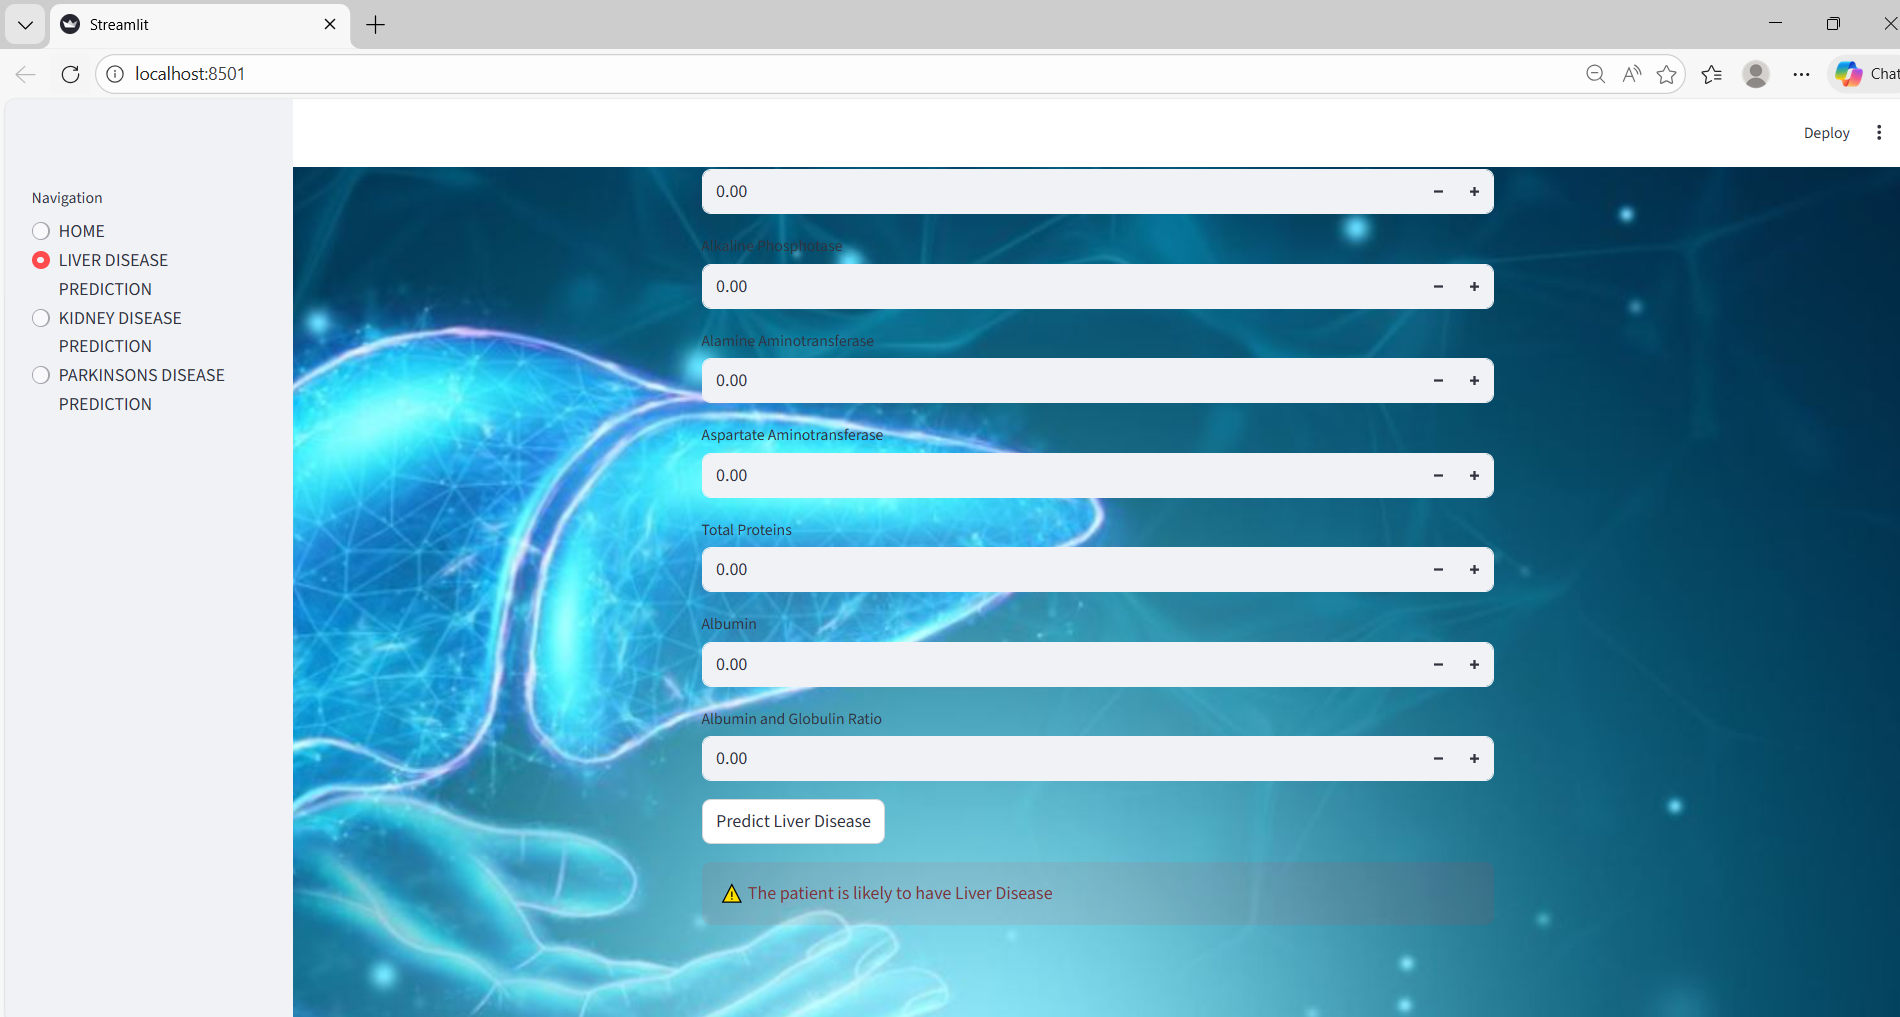 Streamlit
localhost:8501
Chat
Deploy
Navigation
HOME
LIVER DISEASE
PREDICTION
KIDNEY DISEASE
PREDICTION
PARKINSONS DISEASE
PREDICTION
0.00
Alkaline Phosphotase
0.00
Alamine Aminotransferase
0.00
Aspartate Aminotransferase
0.00
Total Proteins
0.00
Albumin
0.00
Albumin and Globulin Ratio
0.00
Predict Liver Disease
The patient is likely to have Liver Disease